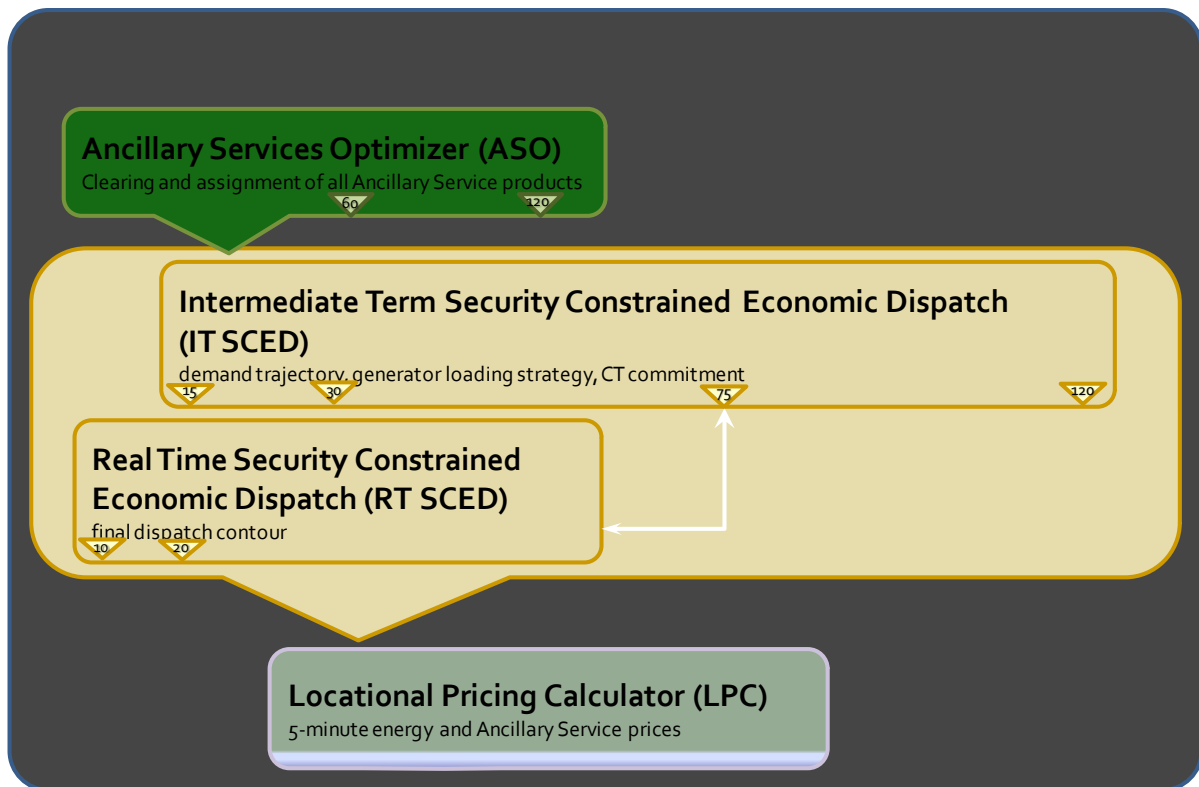 Ancillary Services Optimizer (ASO)
Clearing and assignment of all Ancillary Service products
60
120
Intermediate Term Security Constrained Economic Dispatch
(IT SCED)
demand trajectory, generator loading strategy, CT commitment
15
30
75
120
Real Time Security Constrained
Economic Dispatch (RT SCED)
final dispatch contour
10
20
Locational Pricing Calculator (LPC)
5-minute energy and Ancillary Service prices